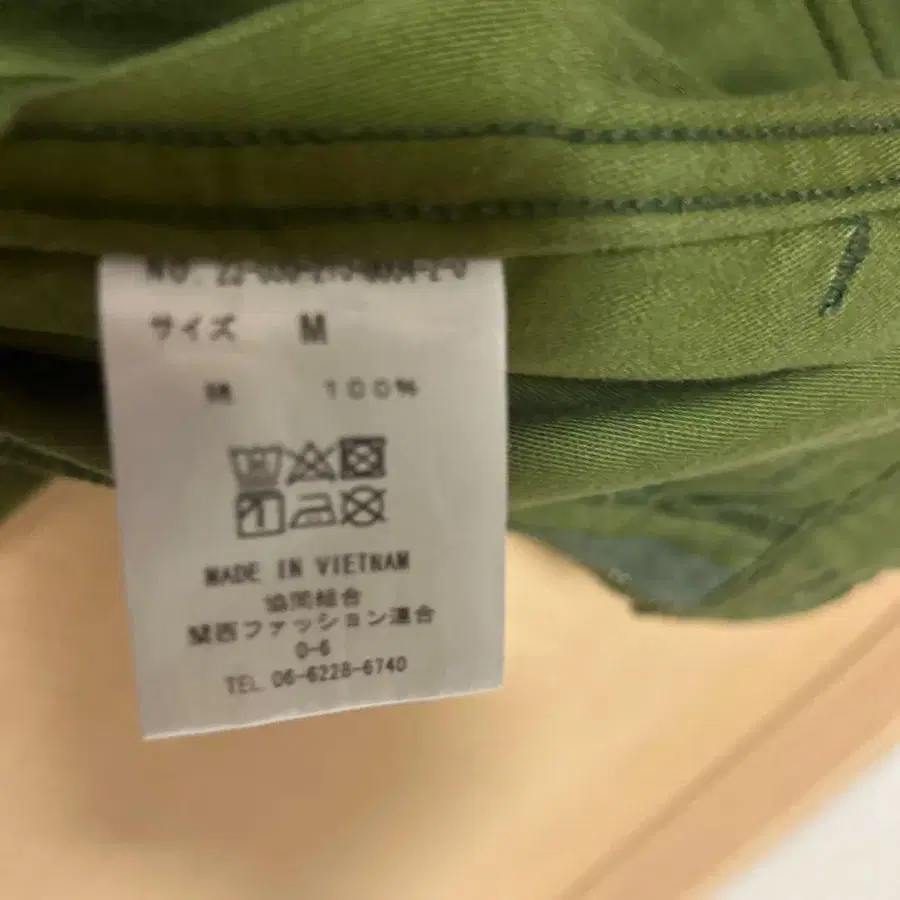 サイズ M
綿 100%
MADE IN VIETNAM
協同組合
関西ファッション連合
0-6
TEL 06-6228-6740